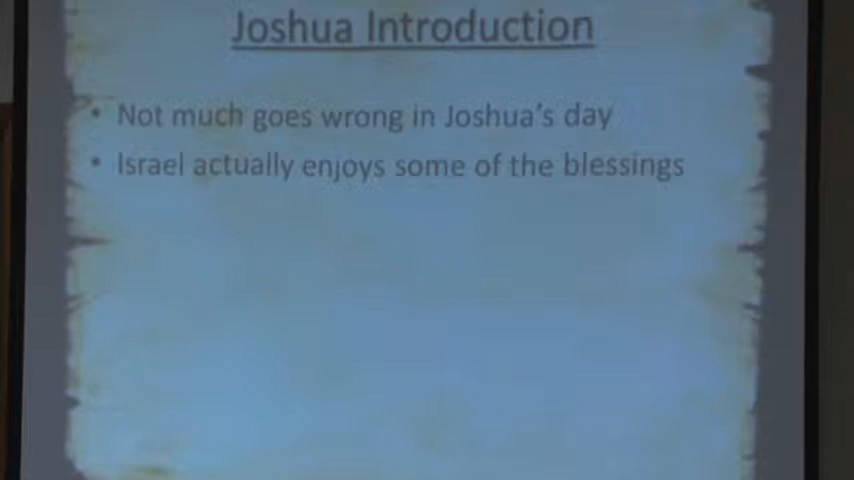 Joshua Introduction
• Not much goes wrong in Joshua's day
• Israel actually enjoys some of the blessings